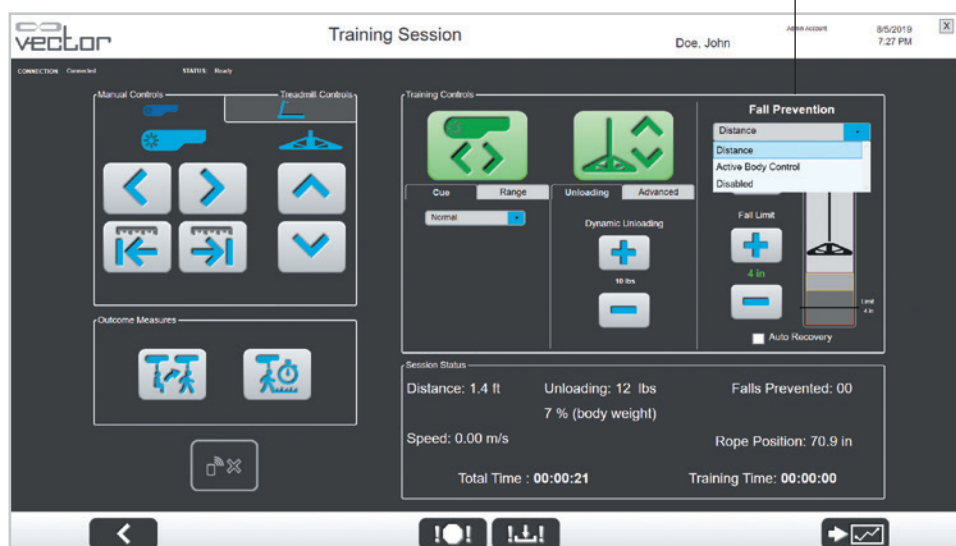 vector
Training Session
Doe, John
Admin Account
8/5/2019
7:27 PM
X
CONNECTION: Connected
STATUS: Ready
Manual Controls
Treadmill Controls
Training Controls
Cue
Range
Normal
Unloading
Advanced
Dynamic Unloading
10 lbs
Fall Prevention
Distance
Distance
Active Body Control
Disabled
Fall Limit
4 in
Limit
4 in
Auto Recovery
Outcome Measures
Session Status
Distance: 1.4 ft
Unloading: 12 lbs
Falls Prevented: 00
7 % (body weight)
Speed: 0.00 m/s
Rope Position: 70.9 in
Total Time : 00:00:21
Training Time: 00:00:00